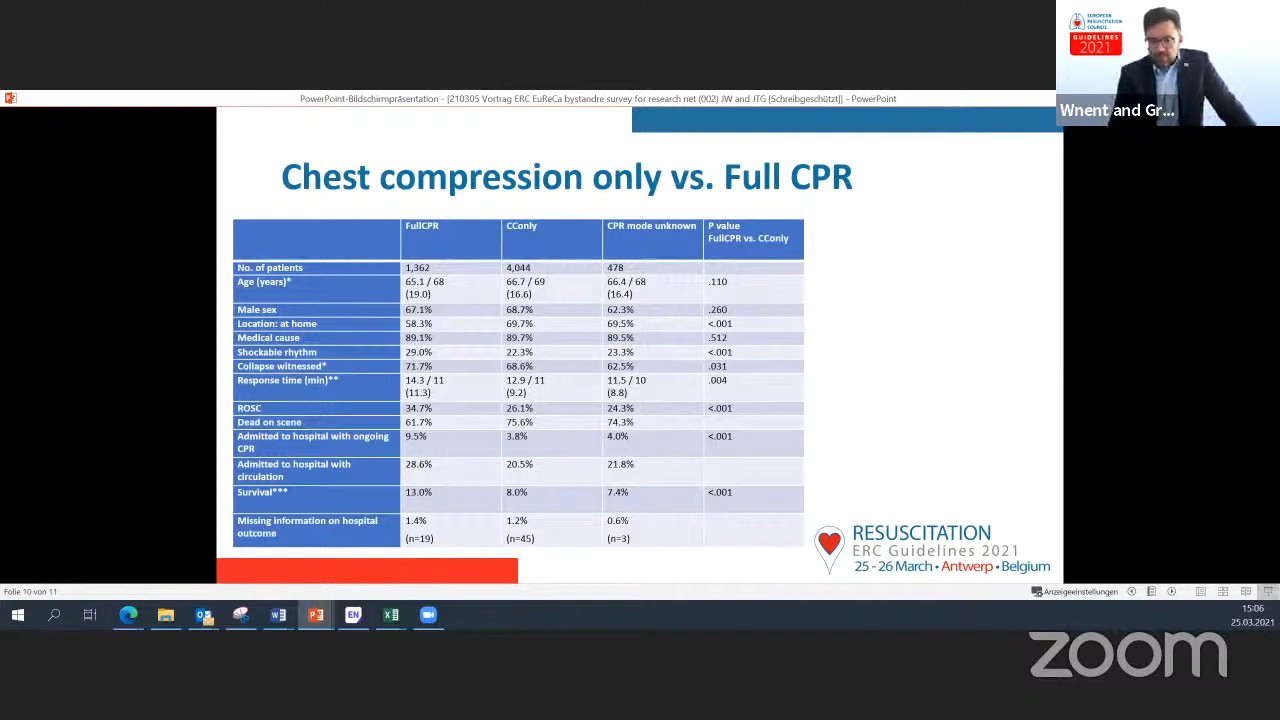 EUROPEAN
RESUSCITATION
COUNCIL
GUIDELINES
2021
Wnent and Gr...
PowerPoint-Bildschirmpräsentation - [210305 Vortrag ERC EuReCa bystandre survey for research net (002) JW and JTG [Schreibgeschützt]] - PowerPoint
Chest compression only vs. Full CPR
FullCPR CConly CPR mode unknown P value
FullCPR vs. CConly
No. of patients 1,362 4,044 478
Age (years)* 65.1 / 68 66.7 / 69 66.4 / 68 .110
(19.0) (16.6) (16.4)
Male sex 67.1% 68.7% 62.3% .260
Location: at home 58.3% 69.7% 69.5% <.001
Medical cause 89.1% 89.7% 89.5% .512
Shockable rhythm 29.0% 22.3% 23.3% <.001
Collapse witnessed* 71.7% 68.6% 62.5% .031
Response time (min)** 14.3 / 11 12.9 / 11 11.5 / 10 .004
(11.3) (9.2) (8.8)
ROSC 34.7% 26.1% 24.3% <.001
Dead on scene 61.7% 75.6% 74.3%
Admitted to hospital with ongoing 9.5% 3.8% 4.0% <.001
CPR
Admitted to hospital with 28.6% 20.5% 21.8%
circulation
Survival*** 13.0% 8.0% 7.4% <.001
Missing information on hospital 1.4% 1.2% 0.6%
outcome (n=19) (n=45) (n=3)
RESUSCITATION
ERC Guidelines 2021
25 - 26 March • Antwerp • Belgium
Folie 10 von 11 Anzeigeeinstellungen
EN
15:06
25.03.2021
zoom